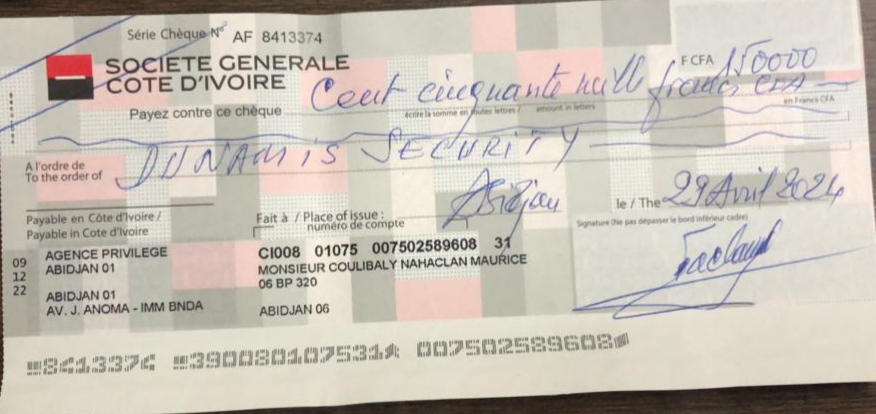 Série Chèque N° AF 8413374
SOCIETE GENERALE
COTE D'IVOIRE
F CFA 150000
Payez contre ce chèque Cent cinquante mille francs CFA
écrire la somme en toutes lettres / amount in letters
en Francs CFA
A l'ordre de
To the order of DUNAMIS SECURITY
Payable en Côte d'Ivoire /
Payable in Cote d'Ivoire
Fait à / Place of issue : Abidjan
le / The 29 Avril 2024
numéro de compte
Signature (Ne pas dépasser le bord inférieur cadre)
CI008 01075 007502589608 31
MONSIEUR COULIBALY NAHACLAN MAURICE
06 BP 320
ABIDJAN 06
09
12
22
AGENCE PRIVILEGE
ABIDJAN 01
ABIDJAN 01
AV. J. ANOMA - IMM BNDA
8413374 390080107531 007502589608